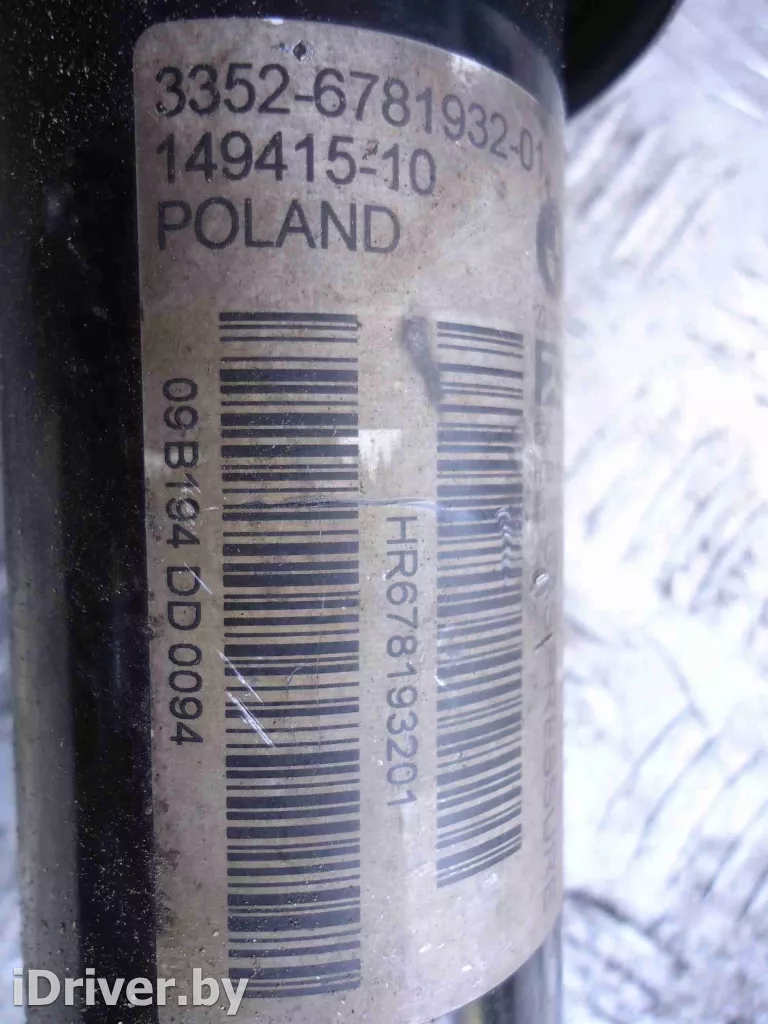 3352-6781932-01
149415-10
POLAND
09B194 DD 0094
HR678193201
iDriver.by